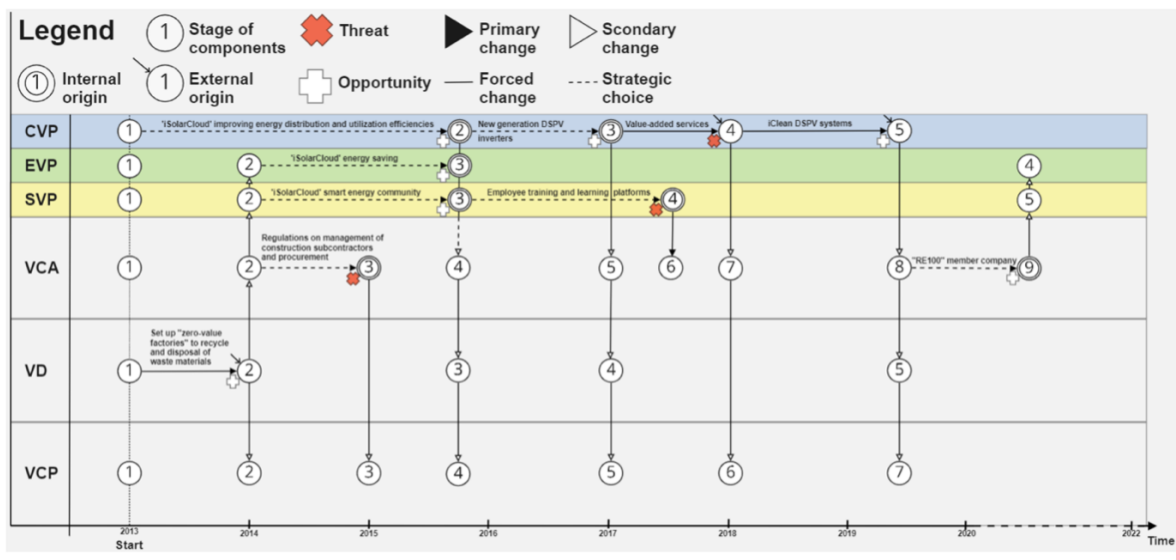 Legend
1
Stage of
components
Threat
Primary
change
Scondary
change
1
Internal
origin
1
External
origin
Opportunity
Forced
change
Strategic
choice
CVP
1
'iSolarCloud' improving energy distribution and utilization efficiencies
2
New generation DSPV
inverters
3
Value-added services
4
iClean DSPV systems
5
EVP
1
2
'iSolarCloud' energy saving
3
4
SVP
1
2
'iSolarCloud' smart energy community
3
Employee training and learning platforms
4
5
VCA
1
2
Regulations on management of
construction subcontractors
and procurement
3
4
5
6
7
8
"RE100" member company
9
VD
1
Set up "zero-value
factories" to recycle
and disposal of
waste materials
2
3
4
5
VCP
1
2
3
4
5
6
7
2013
Start
2014
2015
2016
2017
2018
2019
2020
2022
Time